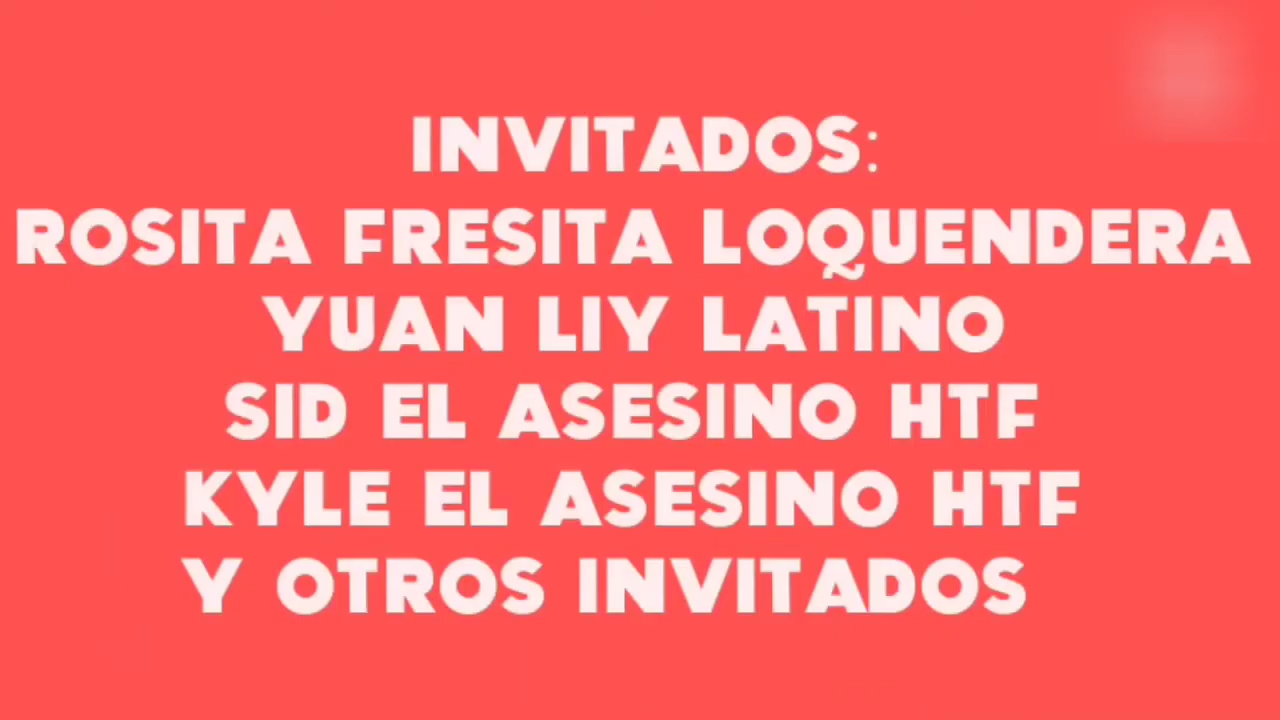 INVITADOS:
ROSITA FRESITA LOQUENDERA
YUAN LIY LATINO
SID EL ASESINO HTF
KYLE EL ASESINO HTF
Y OTROS INVITADOS